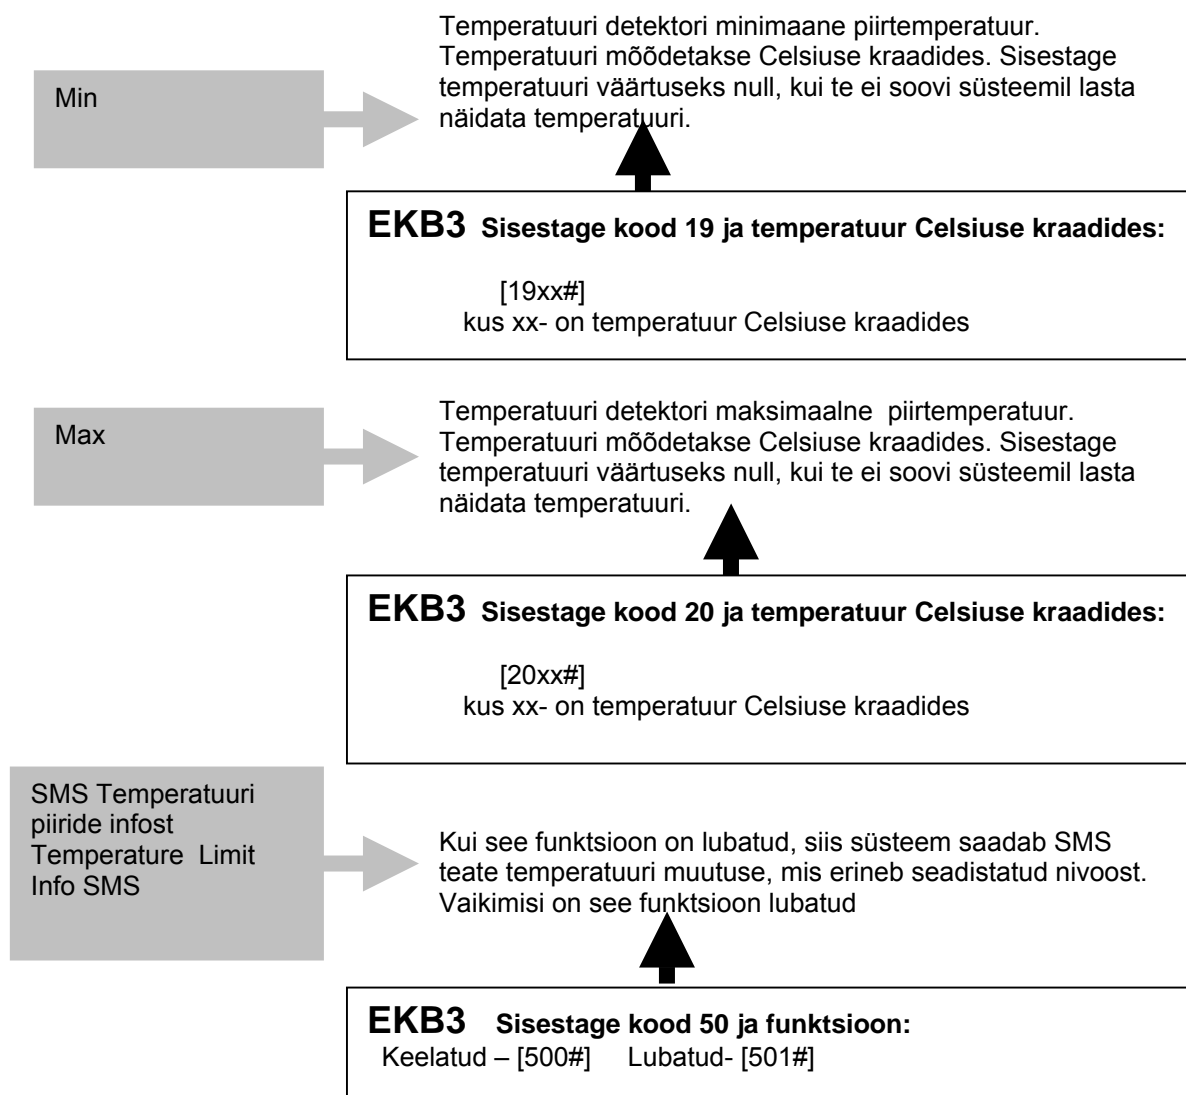 Temperatuuri detektori minimaane piirtemperatuur.
Temperatuuri mõõdetakse Celsiuse kraadides. Sisestage
temperatuuri väärtuseks null, kui te ei soovi süsteemil lasta
näidata temperatuuri.
Min
EKB3 Sisestage kood 19 ja temperatuur Celsiuse kraadides:
[19xx#]
kus xx- on temperatuur Celsiuse kraadides
Temperatuuri detektori maksimaalne piirtemperatuur.
Temperatuuri mõõdetakse Celsiuse kraadides. Sisestage
temperatuuri väärtuseks null, kui te ei soovi süsteemil lasta
näidata temperatuuri.
Max
EKB3 Sisestage kood 20 ja temperatuur Celsiuse kraadides:
[20xx#]
kus xx- on temperatuur Celsiuse kraadides
SMS Temperatuuri
piiride infost
Temperature Limit
Info SMS
Kui see funktsioon on lubatud, siis süsteem saadab SMS
teate temperatuuri muutuse, mis erineb seadistatud nivoost.
Vaikimisi on see funktsioon lubatud
EKB3 Sisestage kood 50 ja funktsioon:
Keelatud – [500#] Lubatud- [501#]